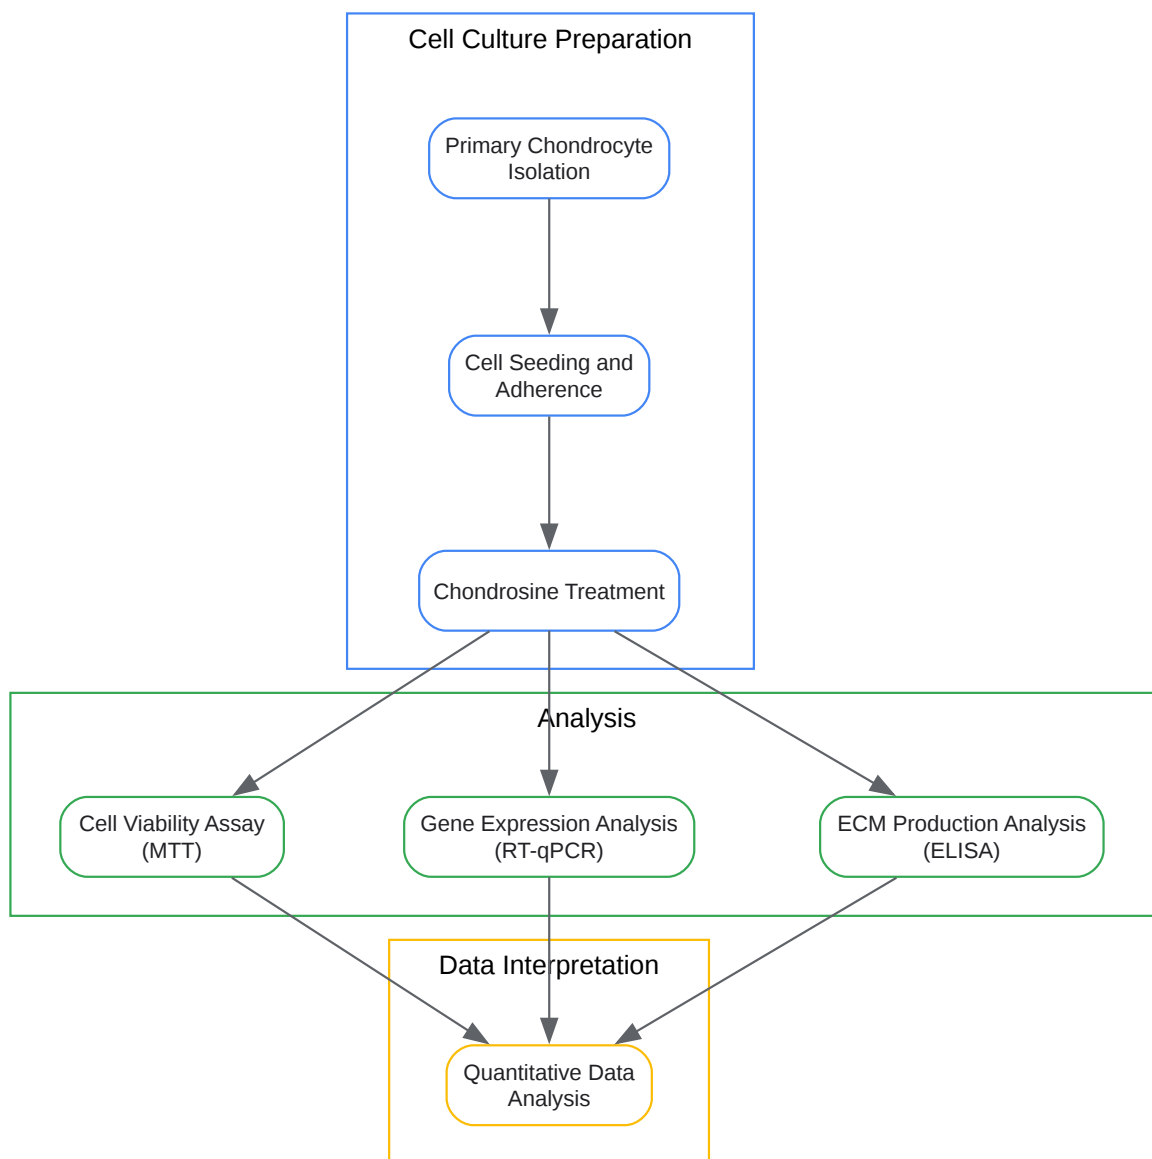 Cell Culture Preparation
Primary Chondrocyte
Isolation
Cell Seeding and
Adherence
Chondrosine Treatment
Analysis
Cell Viability Assay
(MTT)
Gene Expression Analysis
(RT-qPCR)
ECM Production Analysis
(ELISA)
Data Interpretation
Quantitative Data
Analysis